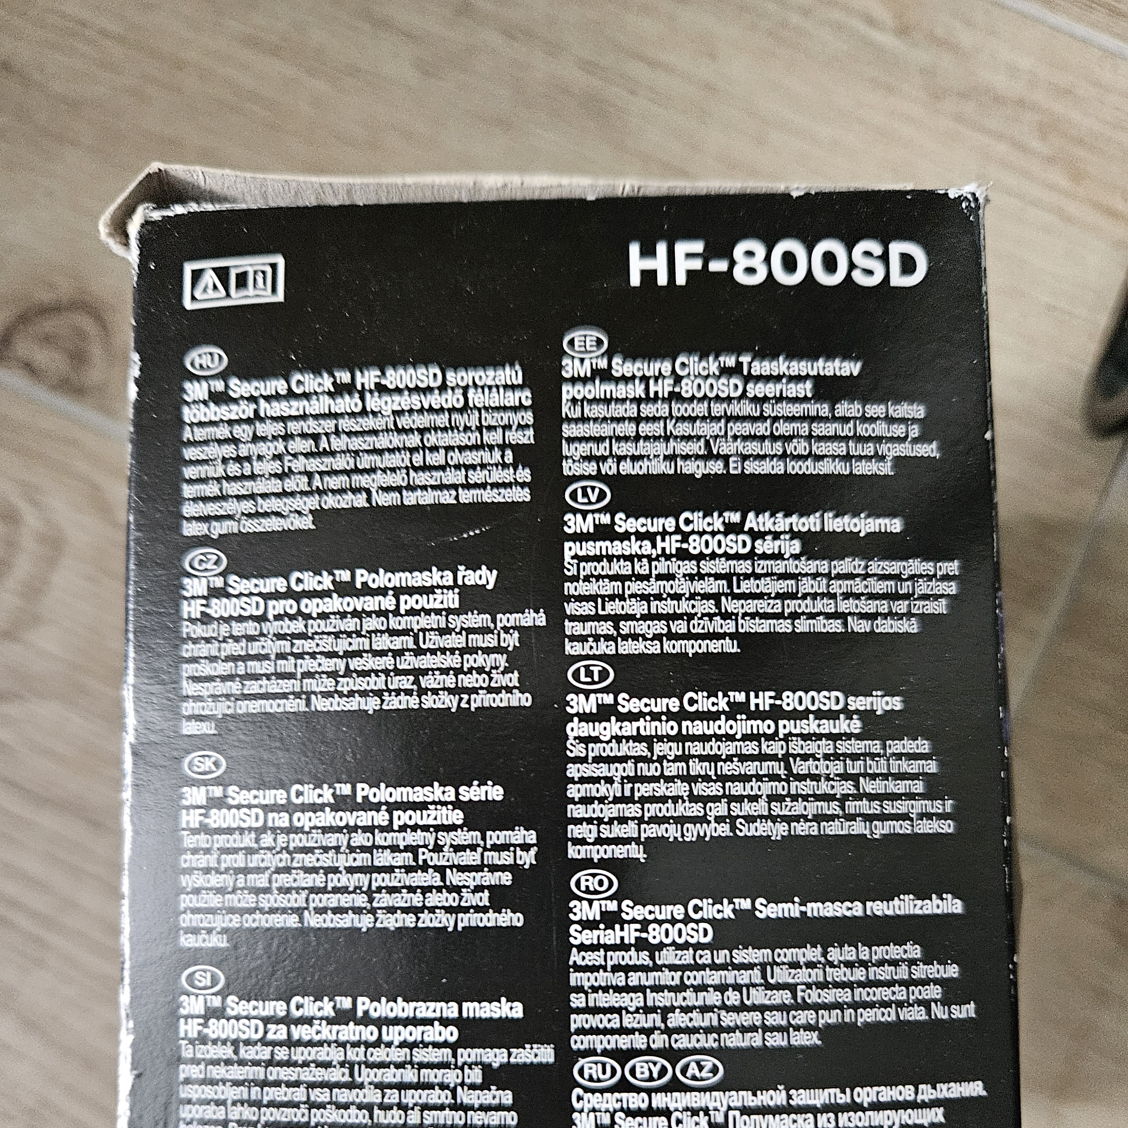 HF-800SD
HU
3M™ Secure Click™ HF-800SD sorozatú
többször használható légzésvédő félálarc
A termék egy teljes rendszer részeként védelmet nyújt bizonyos
veszélyes anyagok ellen. A felhasználóknak oktatáson kell részt
venniük és a teljes Felhasználói útmutatót el kell olvasniuk a
termék használata előtt. A nem megfelelő használat sérülést és
életveszélyes betegséget okozhat. Nem tartalmaz természetes
latex gumi összetevőket.
CZ
3M™ Secure Click™ Polomaska řady
HF-800SD pro opakované použití
Pokud je tento výrobek používán jako kompletní systém, pomáhá
chránit před určitými znečišťujícími látkami. Uživatel musí být
proškolen a musí mít přečteny veškeré uživatelské pokyny.
Nesprávné zacházení může způsobit úraz, vážné nebo život
ohrožující onemocnění. Neobsahuje žádné složky z přírodního
latexu.
SK
3M™ Secure Click™ Polomaska série
HF-800SD na opakované použitie
Tento produkt, ak je používaný ako kompletný systém, pomáha
chrániť proti určitých znečisťujúcim látkam. Používateľ musí byť
vyškolený a mať prečítané pokyny používateľa. Nesprávne
použitie môže spôsobiť poranenie, závažné alebo život
ohrozujúce ochorenie. Neobsahuje žiadne zložky prírodného
kaučuku.
SI
3M™ Secure Click™ Polobrazna maska
HF-800SD za večkratno uporabo
Ta izdelek, kadar se uporablja kot celoten sistem, pomaga zaščititi
pred nekaterimi onesnaževalci. Uporabniki morajo biti
usposobljeni in prebrati vsa navodila za uporabo. Napačna
uporaba lahko povzroči poškodbo, hudo ali smrtno nevarno
EE
3M™ Secure Click™ Taaskasutatav
poolmask HF-800SD seeriast
Kui kasutada seda toodet tervikliku süsteemina, aitab see kaitsta
saasteainete eest Kasutajad peavad olema saanud koolituse ja
lugenud kasutajajuhiseid. Väärkasutus võib kaasa tuua vigastused,
tõsise või eluohtliku haiguse. Ei sisalda looduslikku lateksit.
LV
3M™ Secure Click™ Atkārtoti lietojama
pusmaska,HF-800SD sērija
Šī produkta kā pilnīgas sistēmas izmantošana palīdz aizsargāties pret
noteiktām piesārņotājvielām. Lietotājiem jābūt apmācītiem un jāizlasa
visas Lietotāja instrukcijas. Nepareiza produkta lietošana var izraisīt
traumas, smagas vai dzīvībai bīstamas slimības. Nav dabiskā
kaučuka lateksa komponentu.
LT
3M™ Secure Click™ HF-800SD serijos
daugkartinio naudojimo puskaukė
Šis produktas, jeigu naudojamas kaip išbaigta sistema, padeda
apsisaugoti nuo tam tikrų nešvarumų. Vartotojai turi būti tinkamai
apmokyti ir perskaitę visas naudojimo instrukcijas. Netinkamai
naudojamas produktas gali sukelti sužalojimus, rimtus susirgimus ir
netgi sukelti pavojų gyvybei. Sudėtyje nėra natūralių gumos latekso
komponentų.
RO
3M™ Secure Click™ Semi-masca reutilizabila
SeriaHF-800SD
Acest produs, utilizat ca un sistem complet, ajuta la protectia
impotriva anumitor contaminanti. Utilizatorii trebuie instruiti sitrebuie
sa inteleaga Instructiunile de Utilizare. Folosirea incorecta poate
provoca leziuni, afectiuni severe sau care pun in pericol viata. Nu sunt
componente din cauciuc natural sau latex.
RU BY AZ
Средство индивидуальной защиты органов дыхания.
3M™ Secure Click™ Полумаска из изолирующих